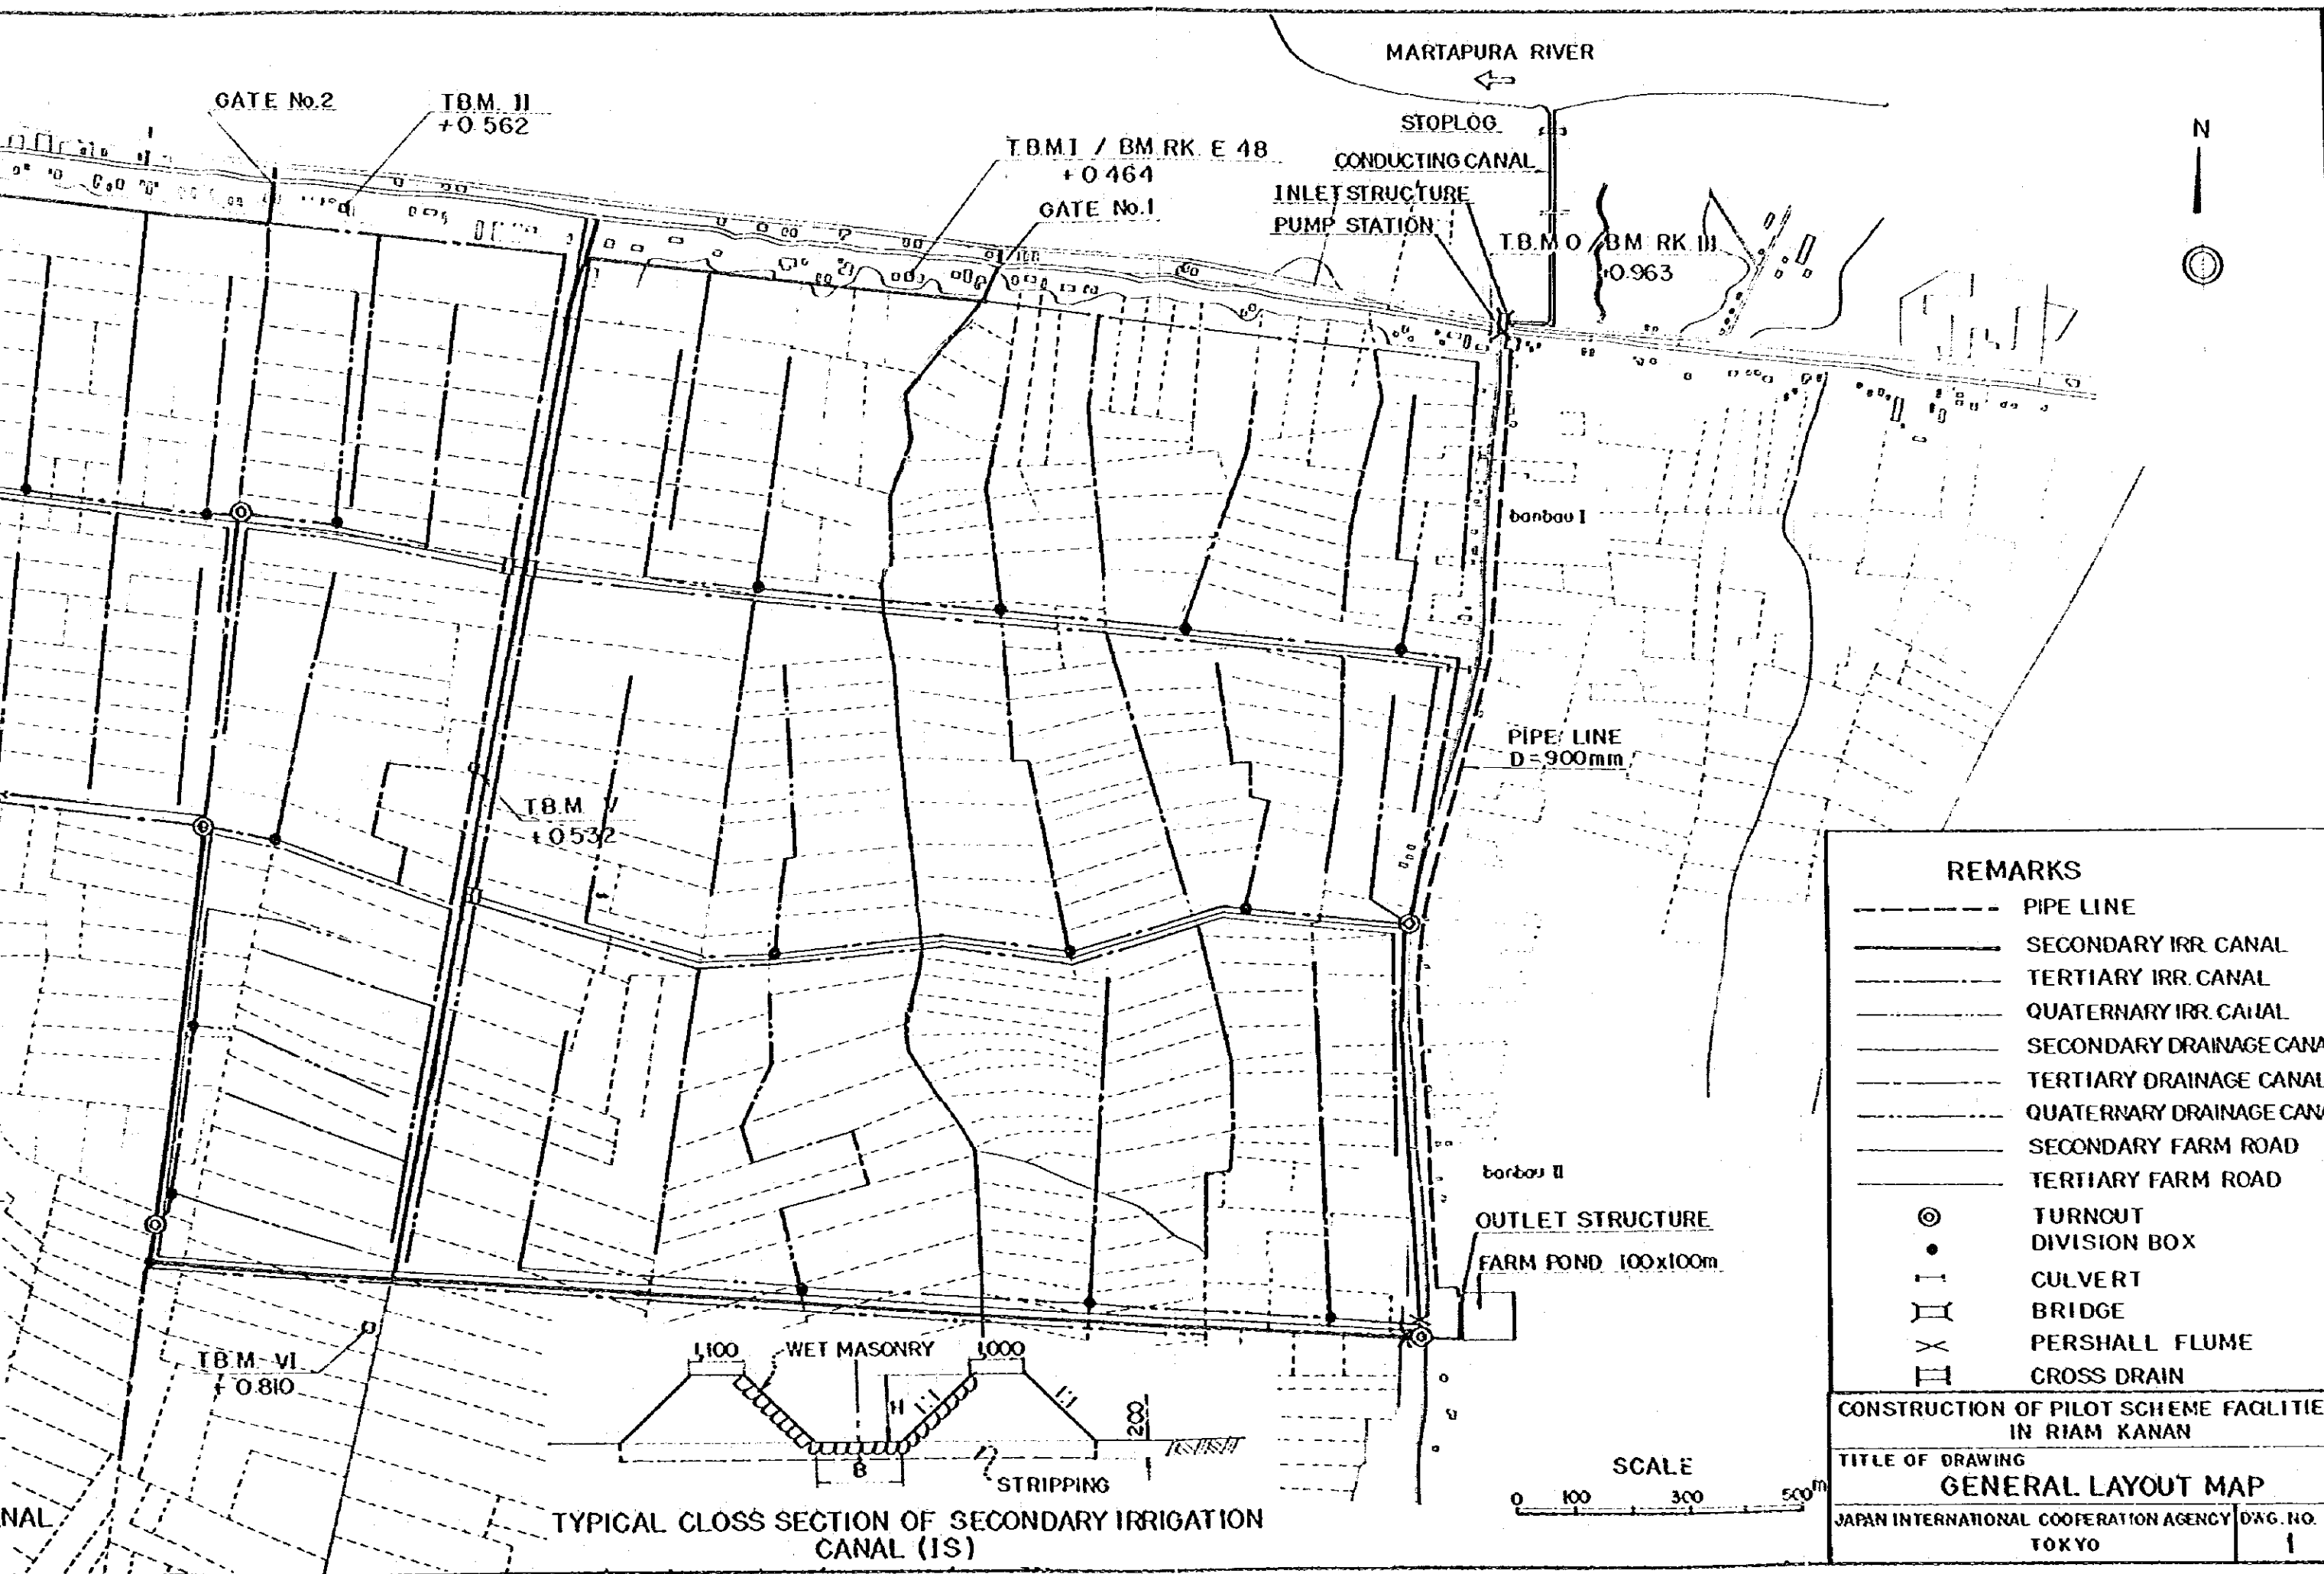 MARTAPURA RIVER
GATE No.2
T.B.M. II
+0.562
STOPLOG
N
T.B.M I / BM.RK. E 48
+0.464
CONDUCTING CANAL
INLET STRUCTURE
GATE No.1
PUMP STATION
T.B.M O / BM RK. III
+0.963
banbau I
PIPE LINE
D=900mm
T.B.M. V
+0.532
banbau II
OUTLET STRUCTURE
FARM POND 100x100m
T.B.M. VI
+0.810
1,100
WET MASONRY
1,000
H
1:1
1:1
200
B
STRIPPING
TYPICAL CLOSS SECTION OF SECONDARY IRRIGATION
CANAL (IS)
NAL
SCALE
0 100 300 500m
REMARKS
PIPE LINE
SECONDARY IRR. CANAL
TERTIARY IRR. CANAL
QUATERNARY IRR. CANAL
SECONDARY DRAINAGE CANA
TERTIARY DRAINAGE CANAL
QUATERNARY DRAINAGE CANA
SECONDARY FARM ROAD
TERTIARY FARM ROAD
TURNOUT
DIVISION BOX
CULVERT
BRIDGE
PERSHALL FLUME
CROSS DRAIN
CONSTRUCTION OF PILOT SCHEME FACILITIE
IN RIAM KANAN
TITLE OF DRAWING
GENERAL LAYOUT MAP
JAPAN INTERNATIONAL COOPERATION AGENCY
TOKYO
DWG. NO.
1